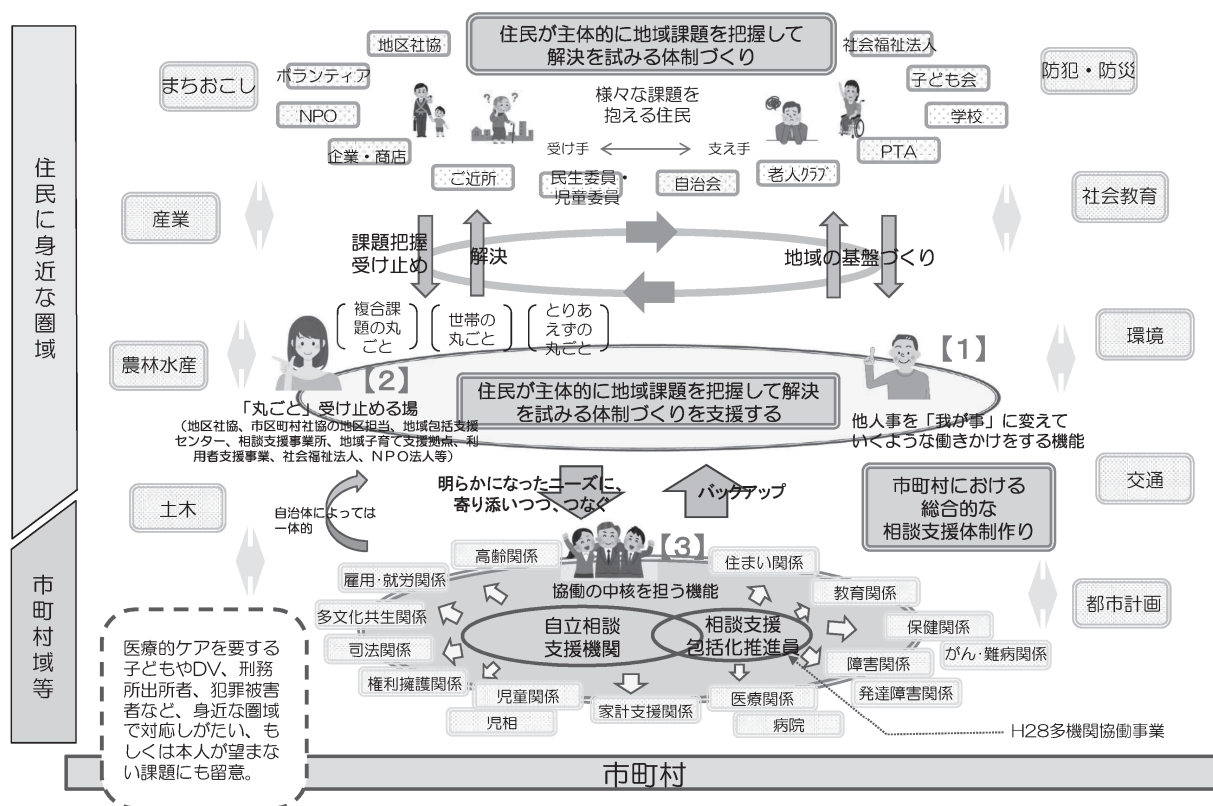 住民に身近な圏域
市町村域等
住民が主体的に地域課題を把握して
解決を試みる体制づくり
地区社協
社会福祉法人
まちおこし
ボランティア
子ども会
防犯・防災
NPO
様々な課題を
抱える住民
学校
企業・商店
受け手
支え手
PTA
ご近所
民生委員・
児童委員
自治会
老人クラブ
産業
社会教育
課題把握
受け止め
解決
地域の基盤づくり
複合課
題の丸
ごと
世帯の
丸ごと
とりあ
えずの
丸ごと
農林水産
環境
【1】
【2】
住民が主体的に地域課題を把握して解決
を試みる体制づくりを支援する
「丸ごと」受け止める場
(地区社協、市区町村社協の地区担当、地域包括支援
センター、相談支援事業所、地域子育て支援拠点、利
用者支援事業、社会福祉法人、NPO法人等)
他人事を「我が事」に変えて
いくような働きかけをする機能
土木
交通
自治体によっては
一体的
明らかになったニーズに、
寄り添いつつ、つなぐ
バックアップ
市町村における
総合的な
相談支援体制作り
【3】
高齢関係
住まい関係
雇用・就労関係
協働の中核を担う機能
教育関係
都市計画
多文化共生関係
自立相談
支援機関
相談支援
包括化推進員
保健関係
司法関係
障害関係
がん・難病関係
権利擁護関係
児童関係
家計支援関係
医療関係
発達障害関係
児相
病院
医療的ケアを要する
子どもやDV、刑務
所出所者、犯罪被害
者など、身近な圏域
で対応しがたい、も
しくは本人が望まな
い課題にも留意。
H28多機関協働事業
市町村